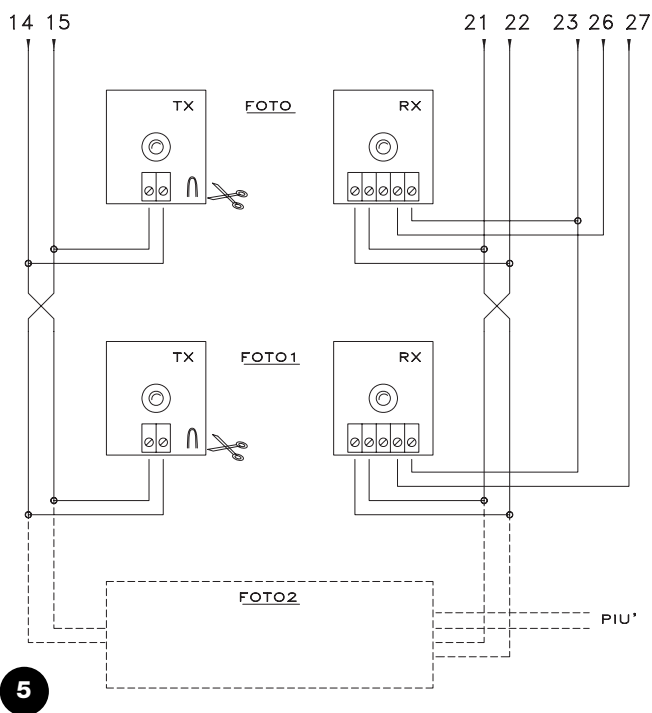 14 15 21 22 23 26 27
TX FOTO RX
TX FOTO1 RX
FOTO2
PIU'
5